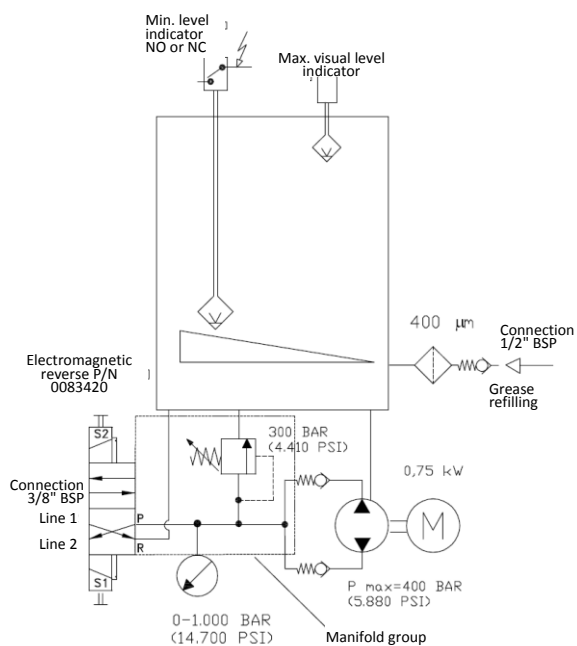 Min. level
indicator
NO or NC
Max. visual level
indicator
400 µm
Connection
1/2" BSP
Grease
refilling
Electromagnetic
reverse P/N
0083420
S2
300 BAR
(4.410 PSI)
0,75 kW
Connection
3/8" BSP
Line 1
P
Line 2
R
M
S1
P max=400 BAR
(5.880 PSI)
0-1.000 BAR
(14.700 PSI)
Manifold group